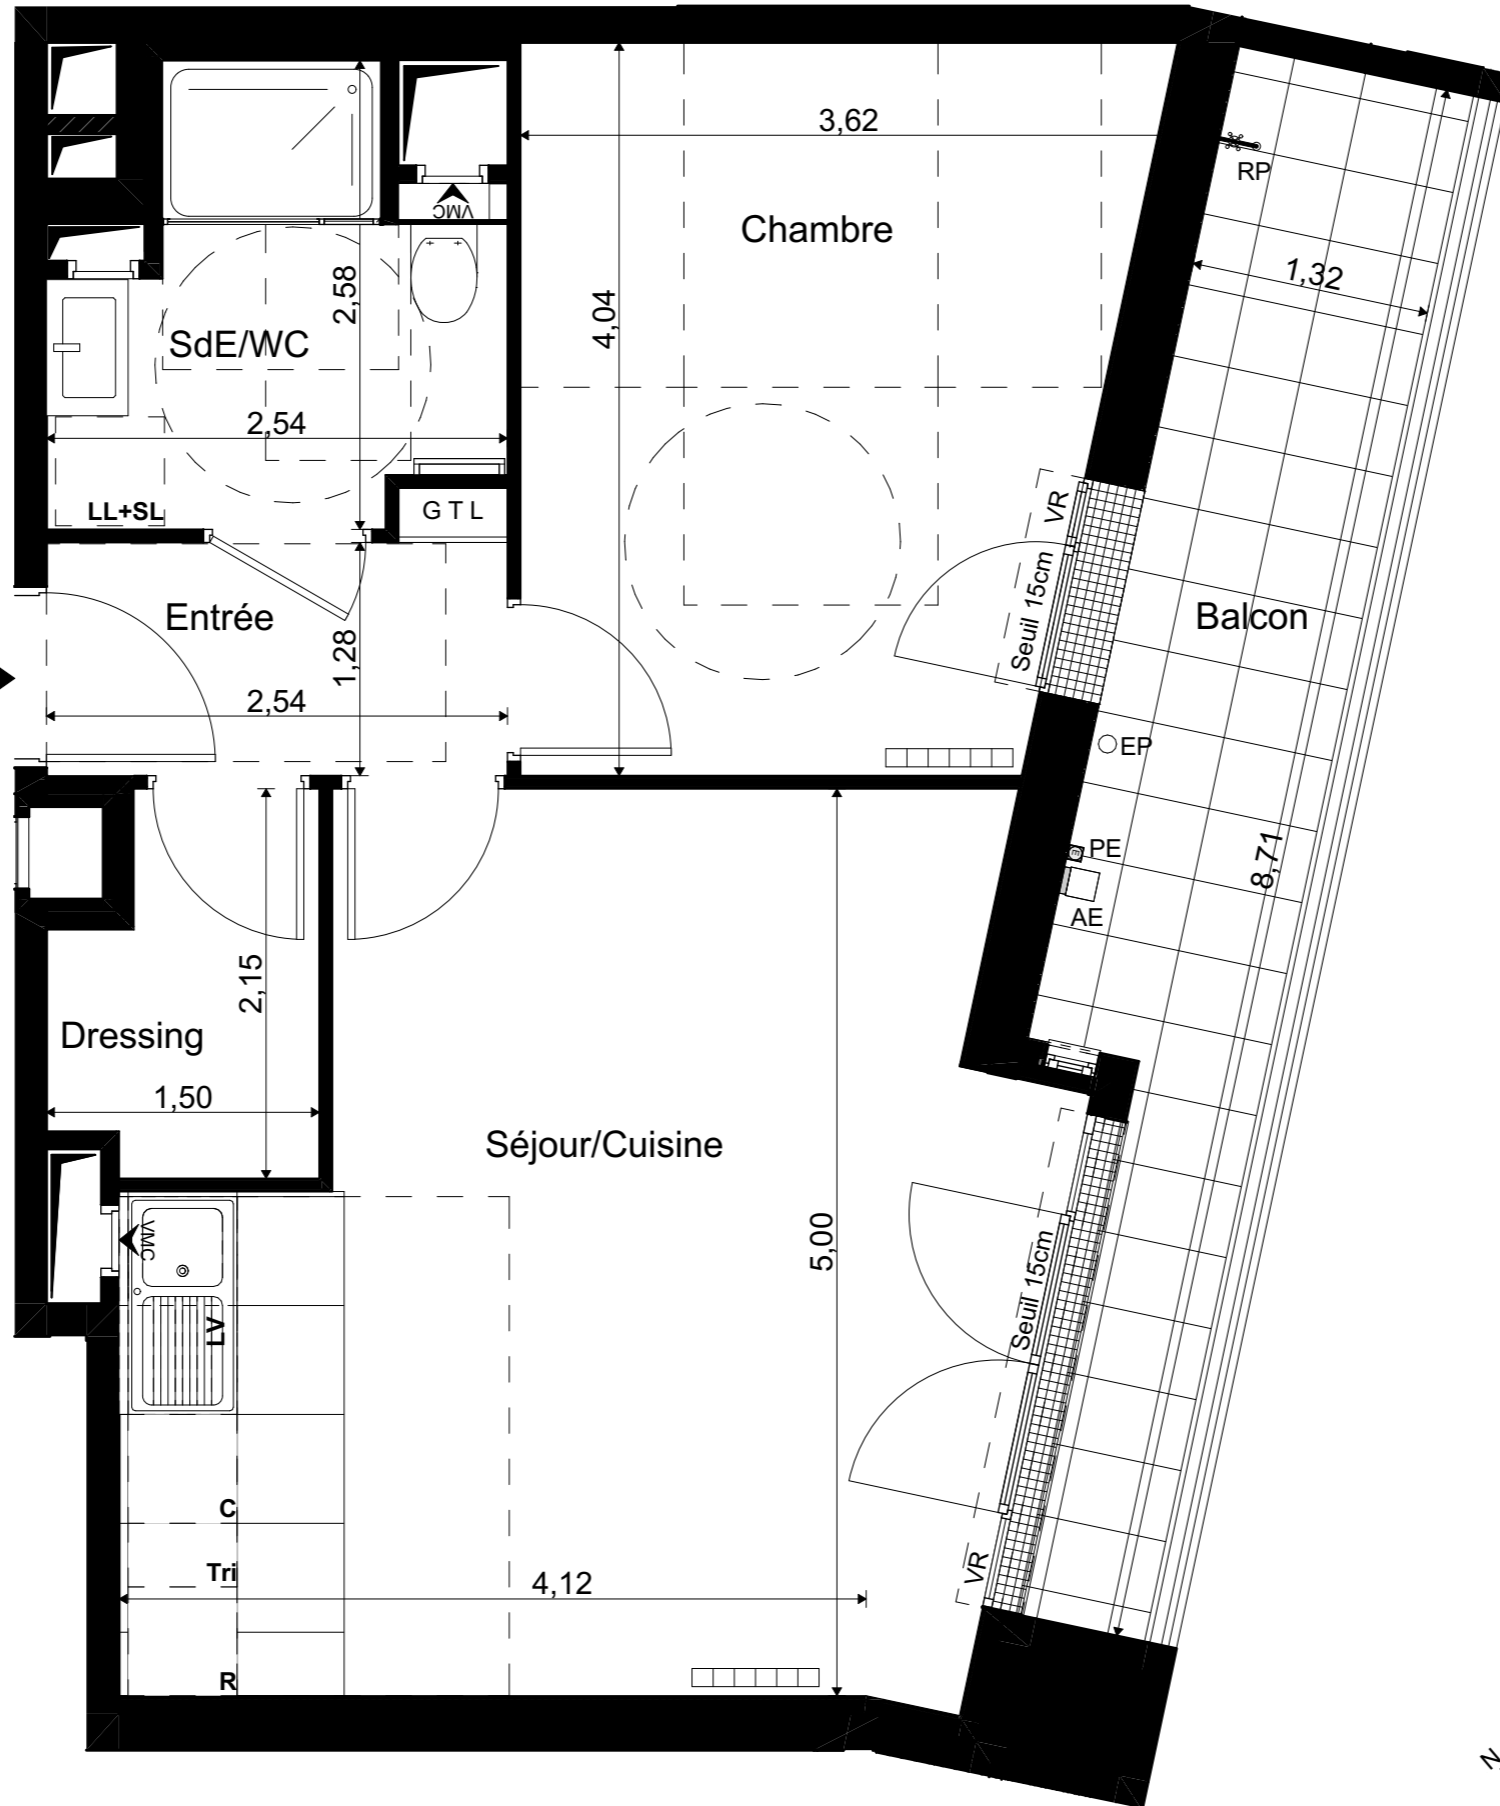 3,62
RP
VMC
Chambre
1,32
2,58
4,04
SdE/WC
2,54
LL+SL
G T L
VR
Seuil 15cm
Entrée
Balcon
1,28
2,54
EP
PE
E
AE
8,71
2,15
Dressing
1,50
Séjour/Cuisine
VMC
5,00
Seuil 15cm
LV
C
Tri
4,12
VR
R
N